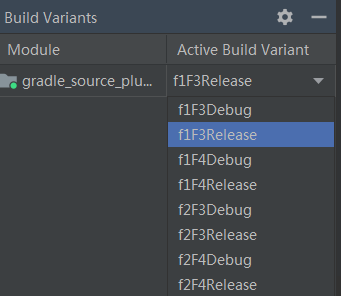 Build Variants
Module Active Build Variant
gradle_source_plu... f1F3Release
f1F3Debug
f1F3Release
f1F4Debug
f1F4Release
f2F3Debug
f2F3Release
f2F4Debug
f2F4Release